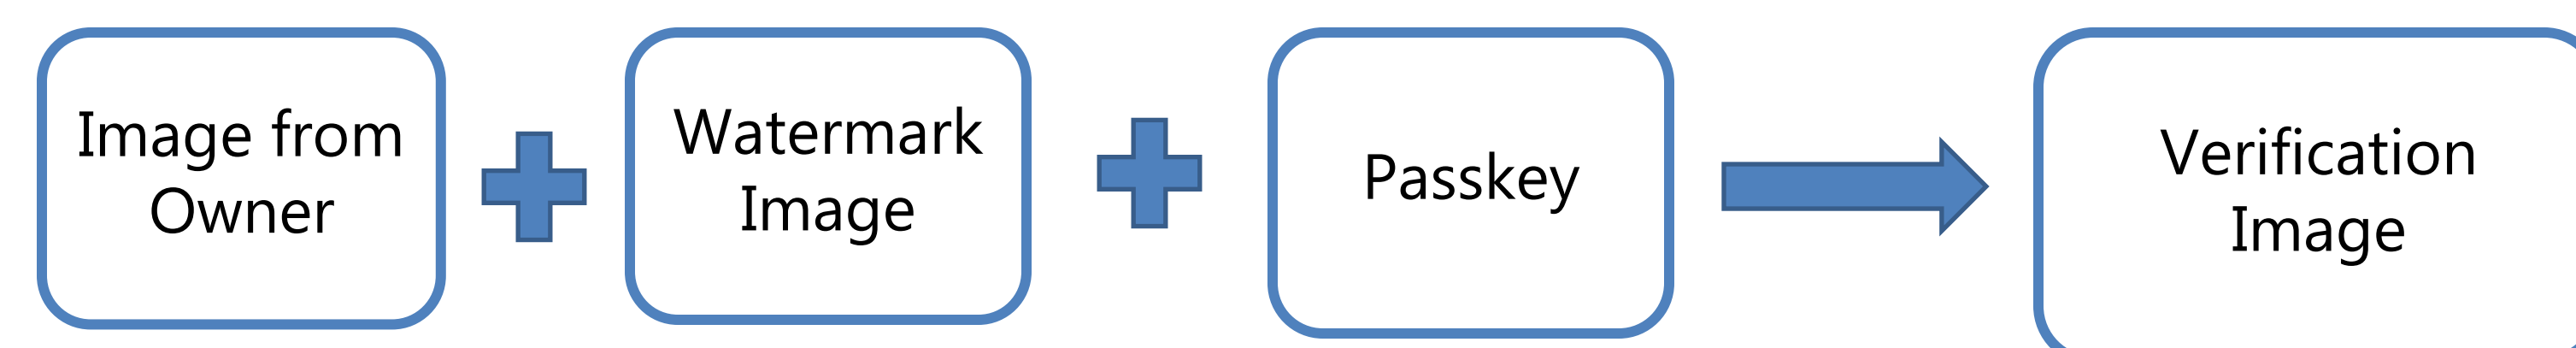 Image from
Owner
Watermark
Image
Passkey
Verification
Image